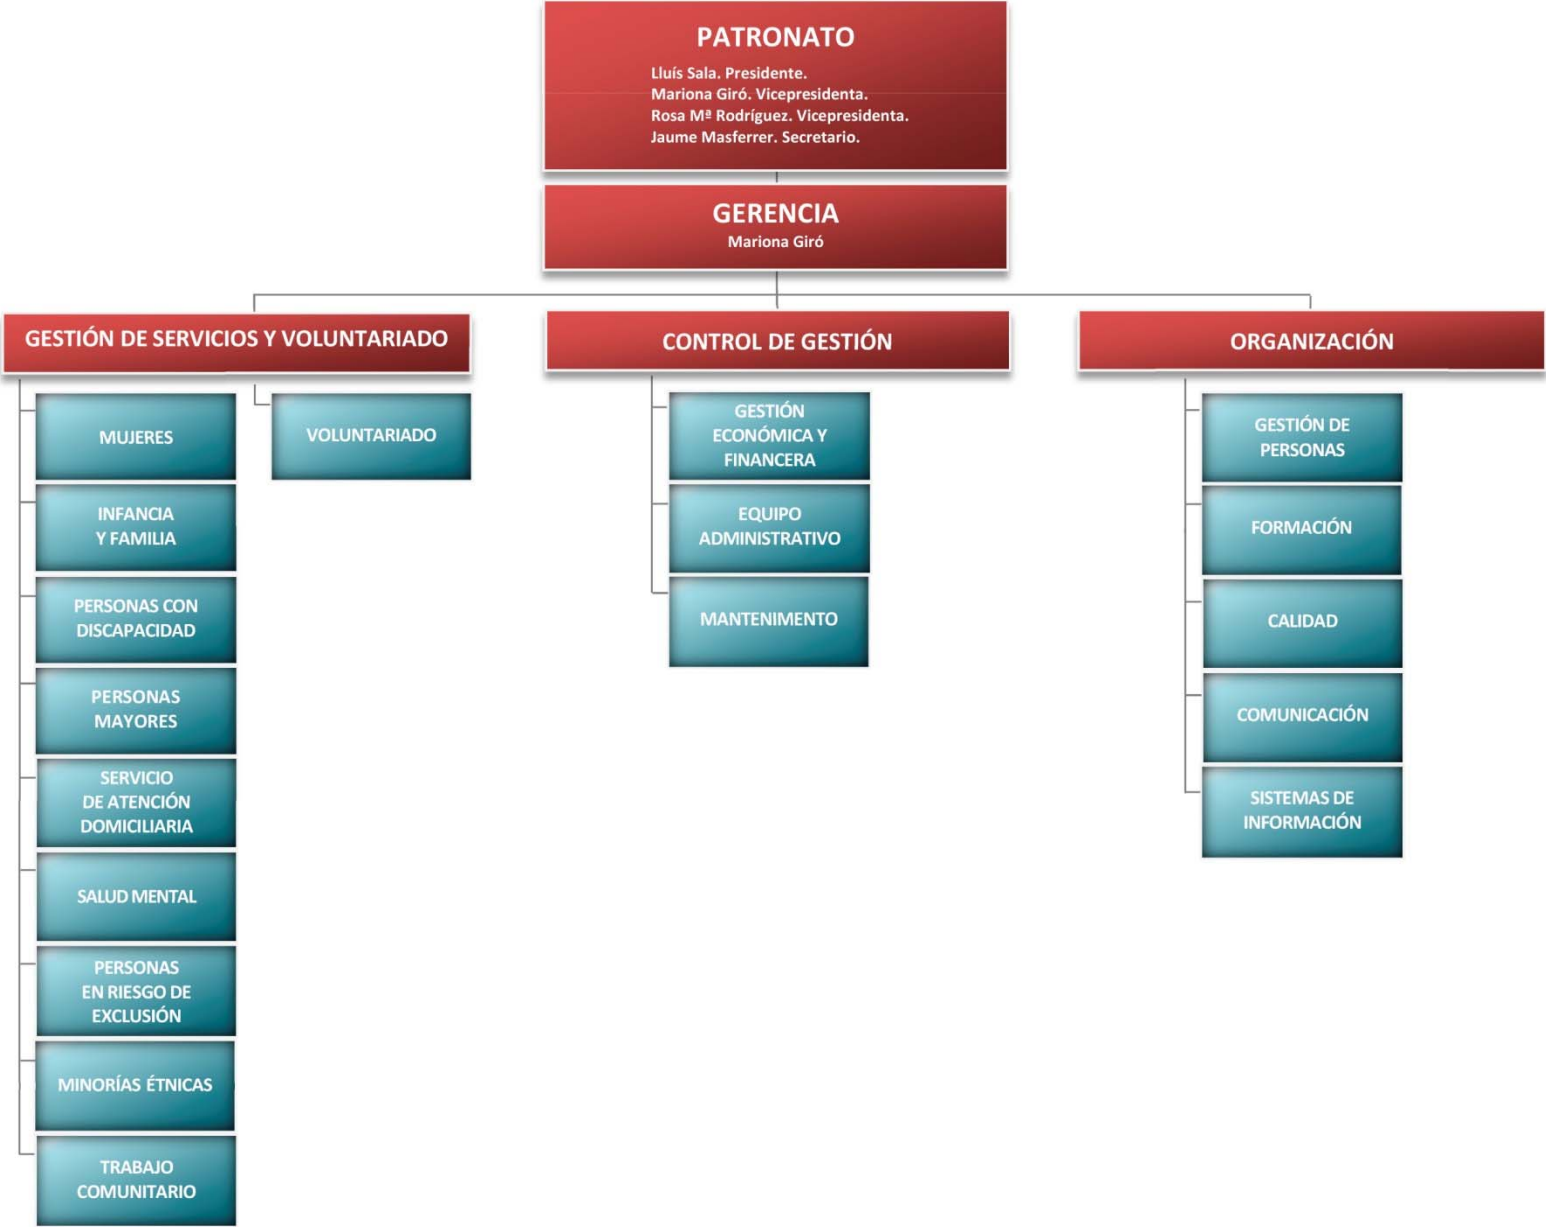 PATRONATO
Lluís Sala. Presidente.
Mariona Giró. Vicepresidenta.
Rosa Mª Rodríguez. Vicepresidenta.
Jaume Masferrer. Secretario.
GERENCIA
Mariona Giró
GESTIÓN DE SERVICIOS Y VOLUNTARIADO
MUJERES
INFANCIA
Y FAMILIA
PERSONAS CON
DISCAPACIDAD
PERSONAS
MAYORES
SERVICIO
DE ATENCIÓN
DOMICILIARIA
SALUD MENTAL
PERSONAS
EN RIESGO DE
EXCLUSIÓN
MINORÍAS ÉTNICAS
TRABAJO
COMUNITARIO
VOLUNTARIADO
CONTROL DE GESTIÓN
GESTIÓN
ECONÓMICA Y
FINANCERA
EQUIPO
ADMINISTRATIVO
MANTENIMENTO
ORGANIZACIÓN
GESTIÓN DE
PERSONAS
FORMACIÓN
CALIDAD
COMUNICACIÓN
SISTEMAS DE
INFORMACIÓN